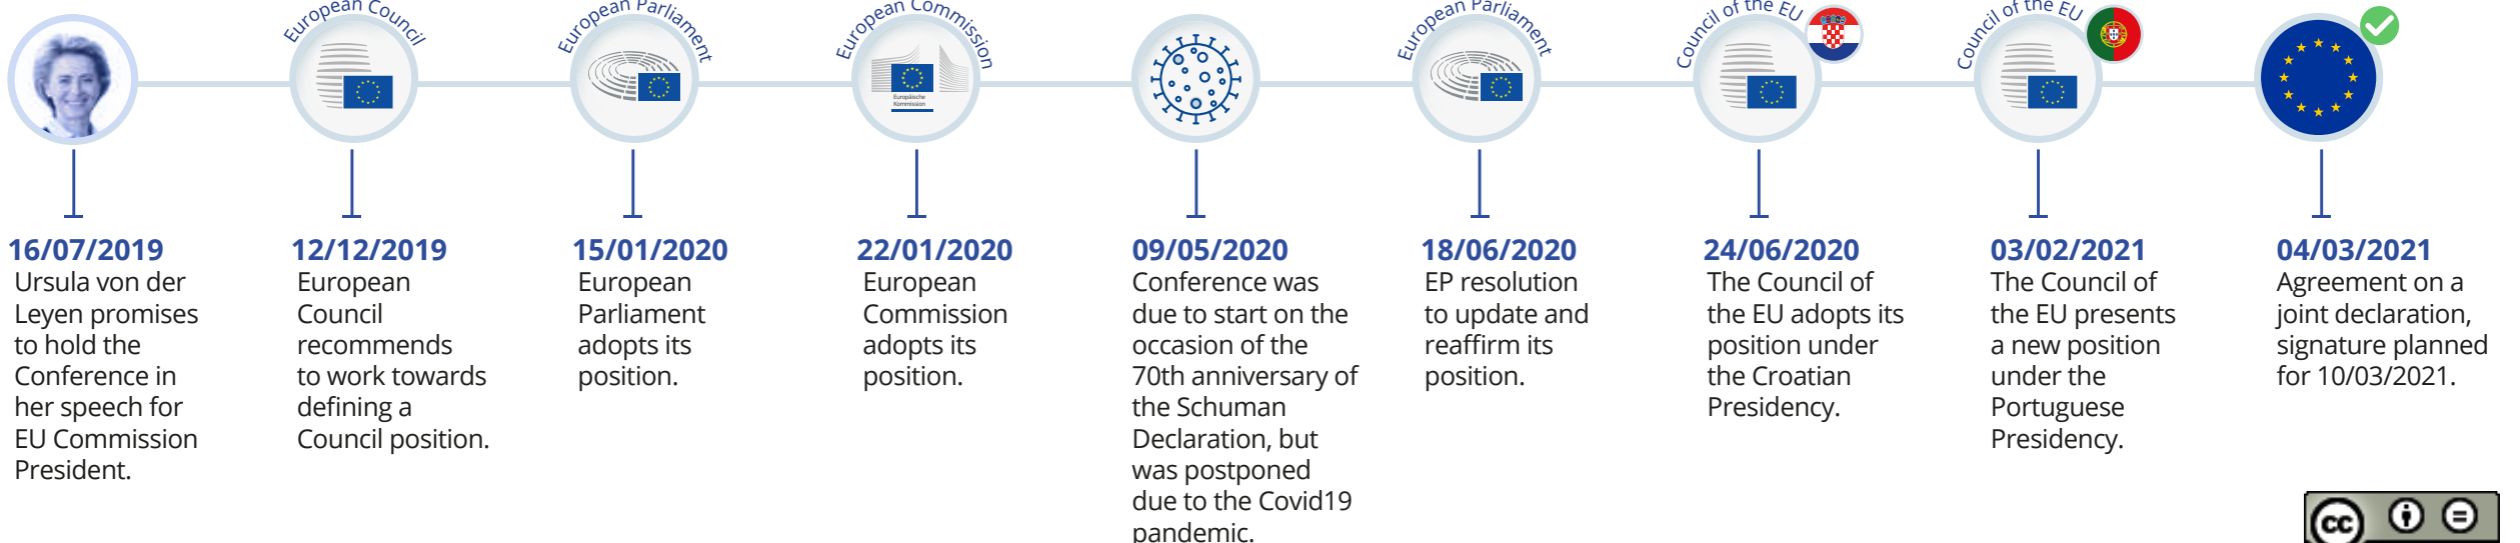 European Council
European Parliament
European Commission
European Parliament
Council of the EU
Council of the EU
Europäische
Kommission
16/07/2019
Ursula von der
Leyen promises
to hold the
Conference in
her speech for
EU Commission
President.
12/12/2019
European
Council
recommends
to work towards
defining a
Council position.
15/01/2020
European
Parliament
adopts its
position.
22/01/2020
European
Commission
adopts its
position.
09/05/2020
Conference was
due to start on the
occasion of the
70th anniversary of
the Schuman
Declaration, but
was postponed
due to the Covid19
pandemic.
18/06/2020
EP resolution
to update and
reaffirm its
position.
24/06/2020
The Council of
the EU adopts its
position under
the Croatian
Presidency.
03/02/2021
The Council of
the EU presents
a new position
under the
Portuguese
Presidency.
04/03/2021
Agreement on a
joint declaration,
signature planned
for 10/03/2021.
cc